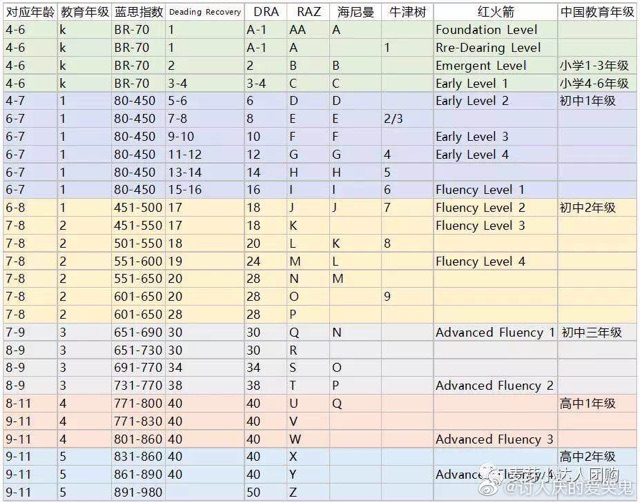 对应年龄 教育年级 蓝思指数 Deading Recovery DRA RAZ 海尼曼 牛津树 红火箭 中国教育年级
4-6 k BR-70 1 A-1 AA A Foundation Level
4-6 k BR-70 1 A-1 A 1 Rre-Dearing Level
4-6 k BR-70 2 2 B B Emergent Level 小学1-3年级
4-6 k BR-70 3-4 3-4 C C Early Level 1 小学4-6年级
4-7 1 80-450 5-6 6 D D Early Level 2 初中1年级
6-7 1 80-450 7-8 8 E E 2/3
6-7 1 80-450 9-10 10 F F Early Level 3
6-7 1 80-450 11-12 12 G G 4 Early Level 4
6-7 1 80-450 13-14 14 H H 5
6-7 1 80-450 15-16 16 I I 6 Fluency Level 1
6-8 1 451-500 17 18 J J 7 Fluency Level 2 初中2年级
7-8 2 451-550 17 18 K Fluency Level 3
7-8 2 501-550 18 20 L K 8
7-8 2 551-600 19 24 M L Fluency Level 4
7-8 2 551-650 20 28 N M
7-8 2 601-650 20 28 O 9
7-8 2 601-650 28 28 P
7-9 3 651-690 30 30 Q N Advanced Fluency 1 初中三年级
8-9 3 651-730 30 30 R
8-9 3 691-770 34 34 S O
8-9 3 731-770 38 38 T P Advanced Fluency 2
8-11 4 771-800 40 40 U Q 高中1年级
9-11 4 771-830 40 40 V
9-11 4 801-860 40 40 W Advanced Fluency 3
9-11 5 831-860 40 40 X 高中2年级
9-11 5 861-890 40 40 Y Advanced Fluency 4
9-11 5 891-980 50 Z
达人团购
@讨人厌的爱哭鬼